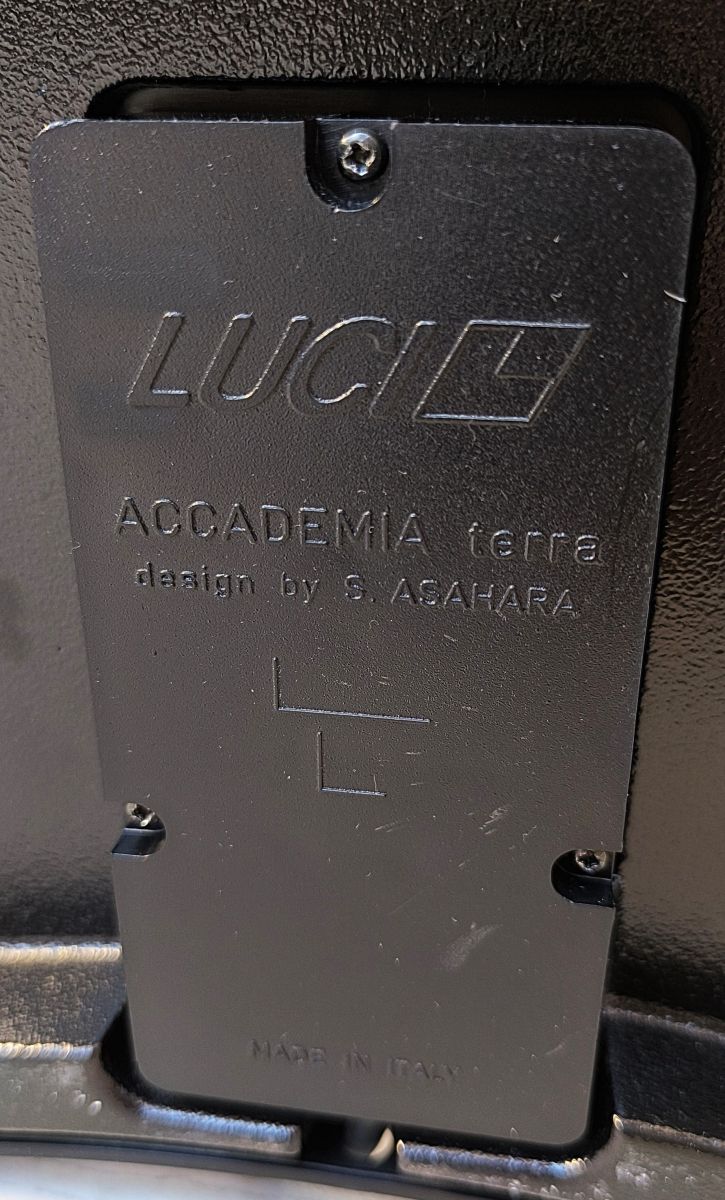 LUCI
ACCADEMIA terra
design by S. ASAHARA
MADE IN ITALY